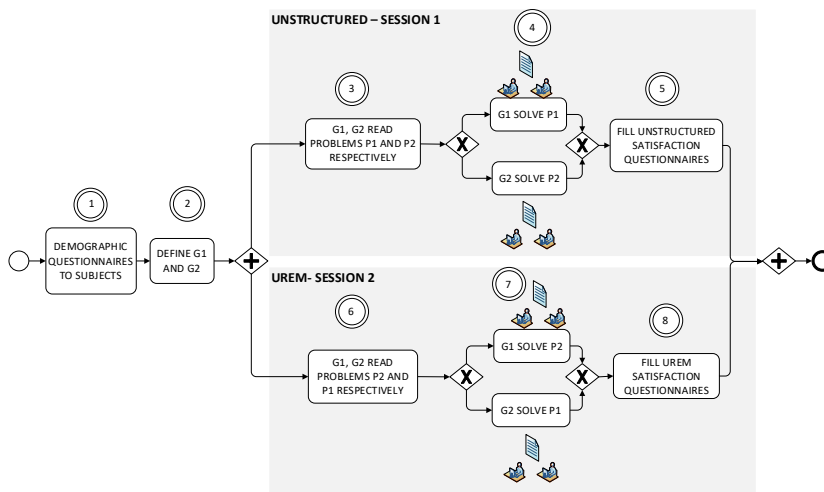 UNSTRUCTURED – SESSION 1
4
3
5
G1 SOLVE P1
G1, G2 READ
PROBLEMS P1 AND P2
RESPECTIVELY
X
X
FILL UNSTRUCTURED
SATISFACTION
QUESTIONNAIRES
G2 SOLVE P2
1
2
DEMOGRAPHIC
QUESTIONNAIRES
TO SUBJECTS
DEFINE G1
AND G2
UREM- SESSION 2
7
6
8
G1 SOLVE P2
G1, G2 READ
PROBLEMS P2 AND
P1 RESPECTIVELY
X
X
FILL UREM
SATISFACTION
QUESTIONNAIRES
G2 SOLVE P1